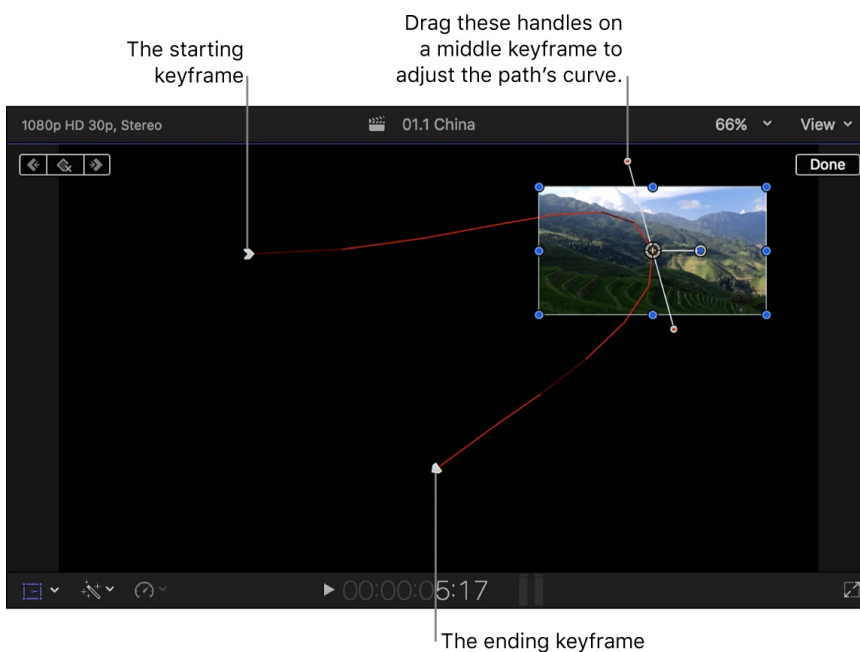 Drag these handles on
a middle keyframe to
adjust the path's curve.
The starting
keyframe
1080p HD 30p, Stereo
01.1 China
66%
View
Done
00:00:05:17
The ending keyframe